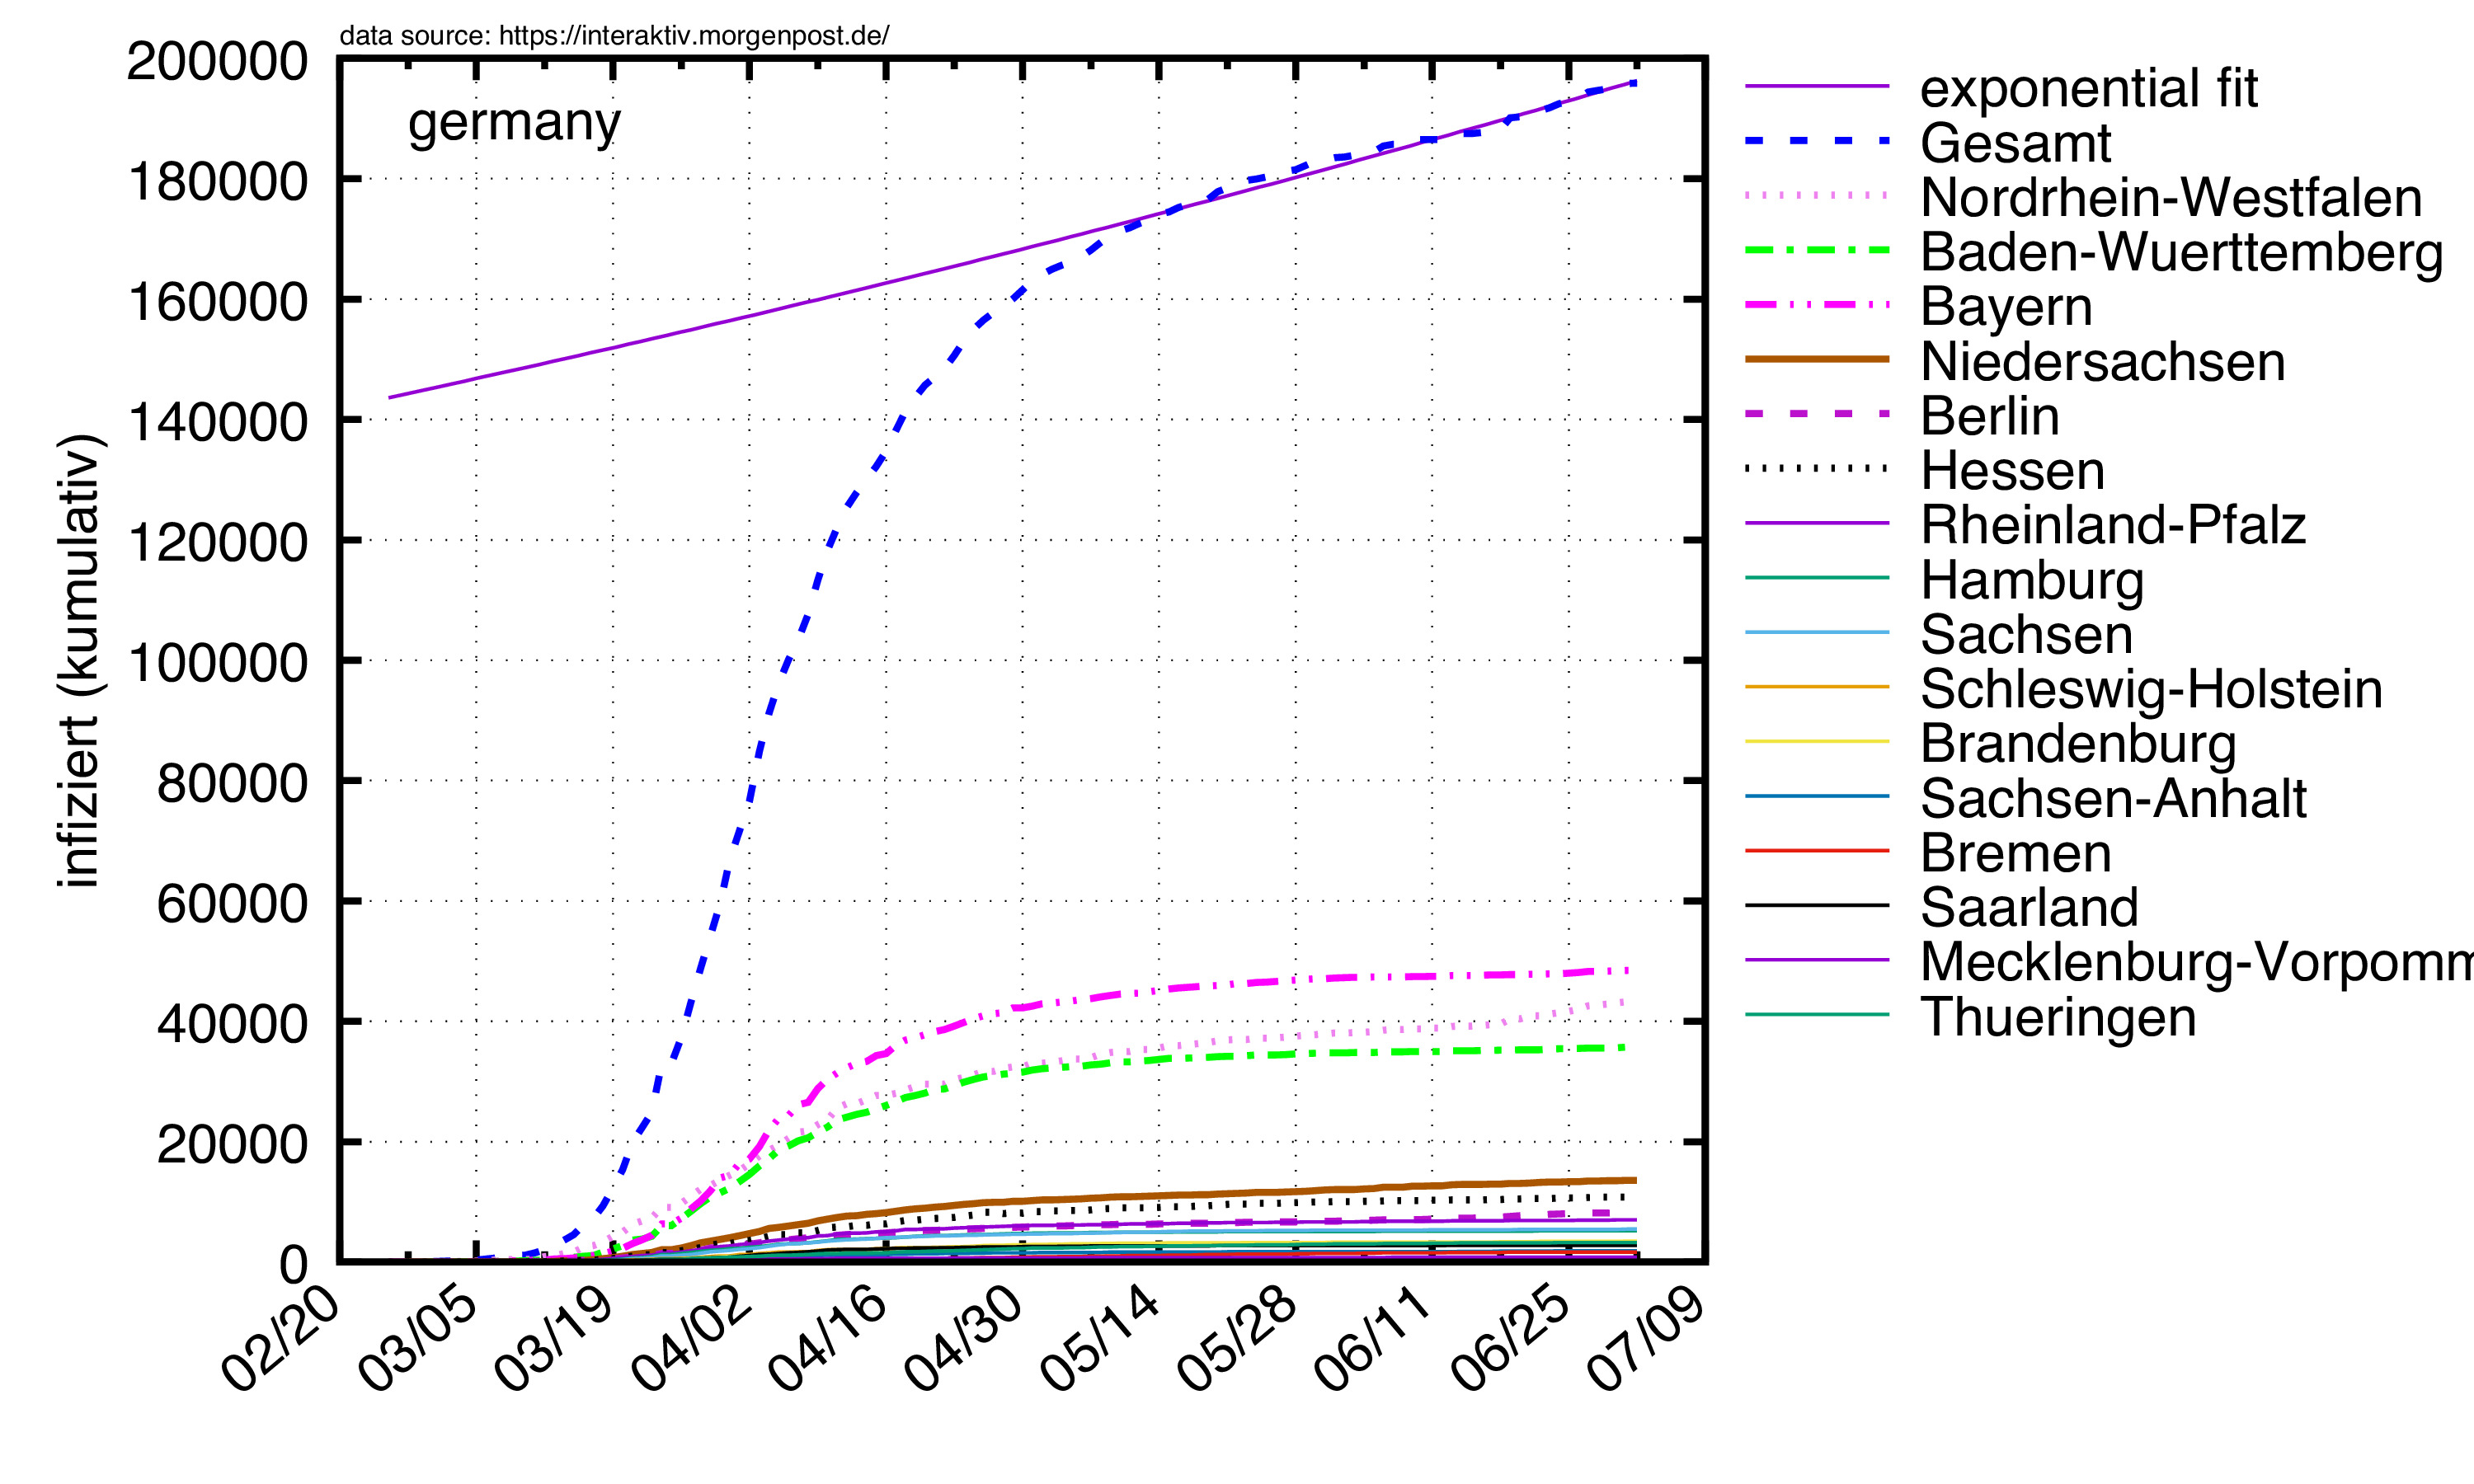 data source: https://interaktiv.morgenpost.de/
germany
infiziert (kumulativ)
200000
180000
160000
140000
120000
100000
80000
60000
40000
20000
0
02/20
03/05
03/19
04/02
04/16
04/30
05/14
05/28
06/11
06/25
07/09
exponential fit
Gesamt
Nordrhein-Westfalen
Baden-Wuerttemberg
Bayern
Niedersachsen
Berlin
Hessen
Rheinland-Pfalz
Hamburg
Sachsen
Schleswig-Holstein
Brandenburg
Sachsen-Anhalt
Bremen
Saarland
Mecklenburg-Vorpomm
Thueringen